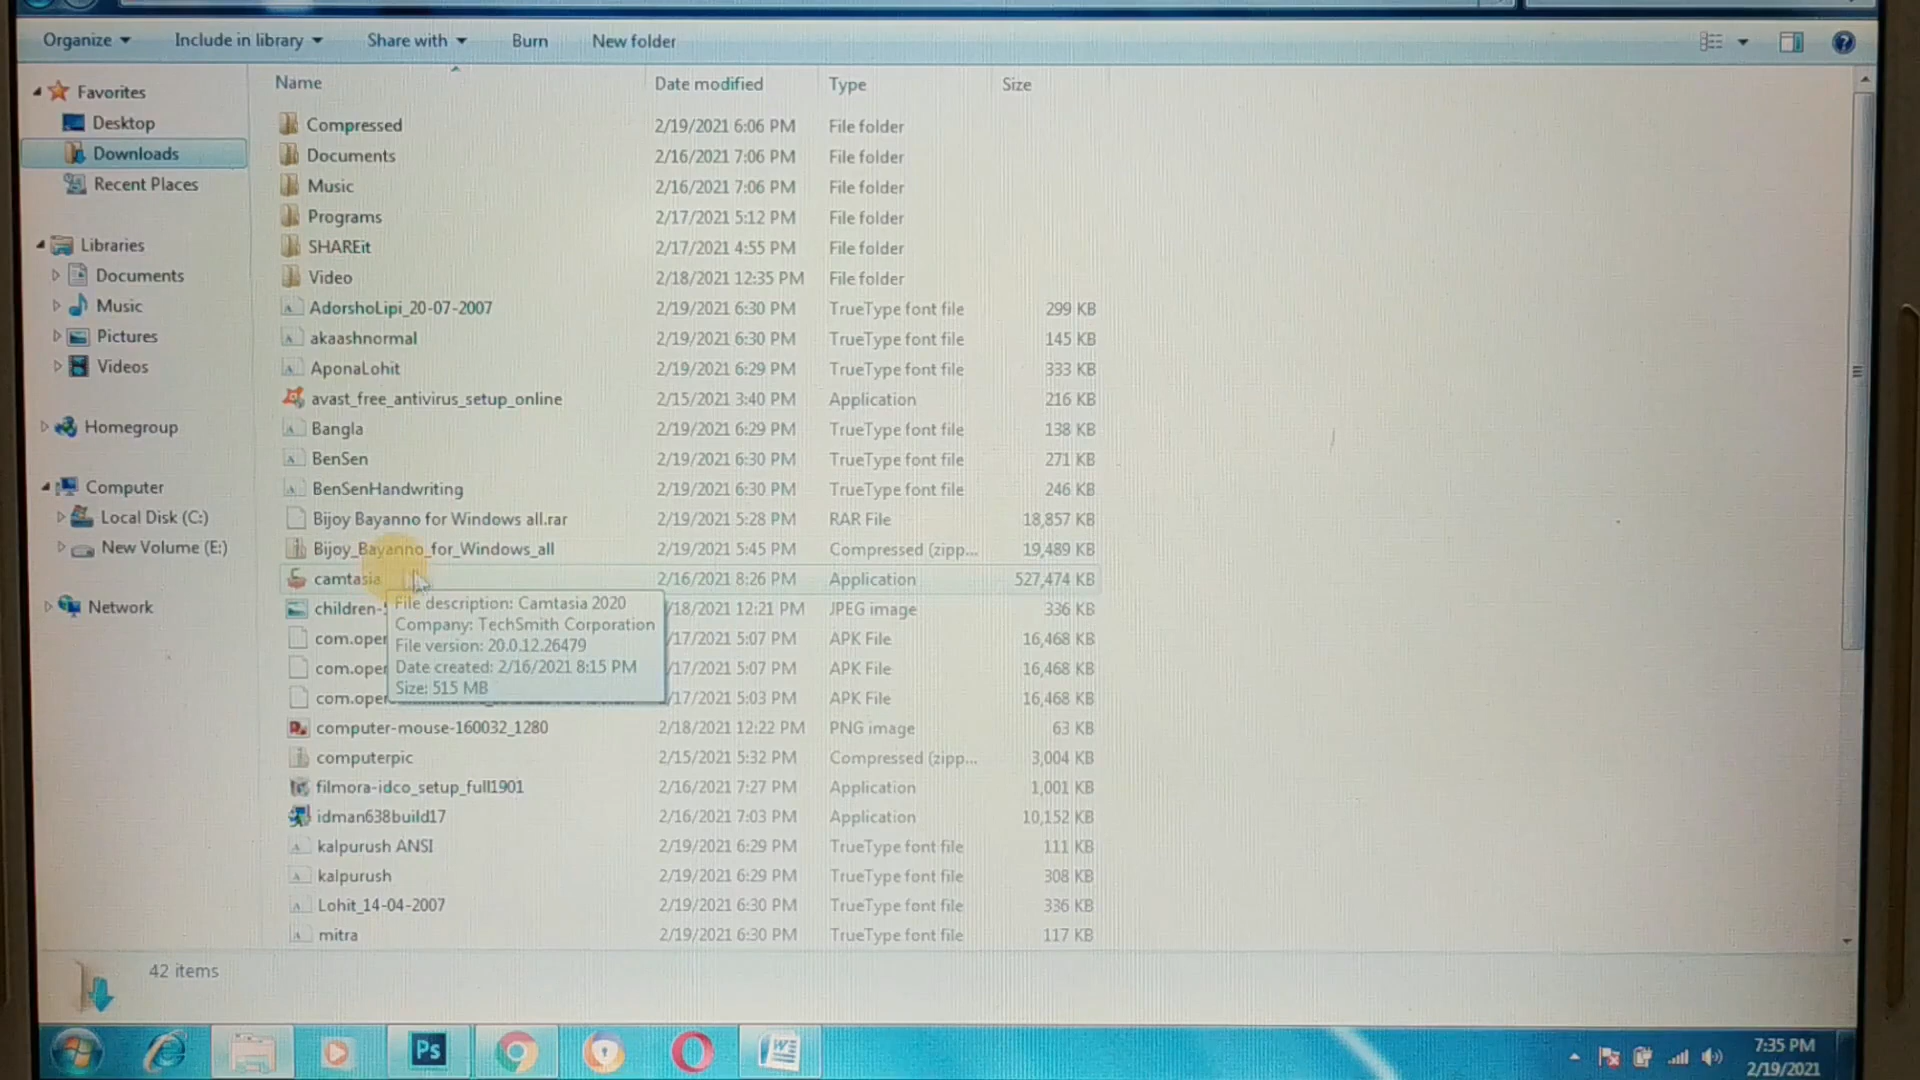 Organize Include in library Share with Burn New folder
Name Date modified Type Size
Favorites
Desktop
Downloads
Recent Places
Libraries
Documents
Music
Pictures
Videos
Homegroup
Computer
Local Disk (C:)
New Volume (E:)
Network
Compressed 2/19/2021 6:06 PM File folder
Documents 2/16/2021 7:06 PM File folder
Music 2/16/2021 7:06 PM File folder
Programs 2/17/2021 5:12 PM File folder
SHAREit 2/17/2021 4:55 PM File folder
Video 2/18/2021 12:35 PM File folder
AdorshoLipi_20-07-2007 2/19/2021 6:30 PM TrueType font file 299 KB
akaashnormal 2/19/2021 6:30 PM TrueType font file 145 KB
AponaLohit 2/19/2021 6:29 PM TrueType font file 333 KB
avast_free_antivirus_setup_online 2/15/2021 3:40 PM Application 216 KB
Bangla 2/19/2021 6:29 PM TrueType font file 138 KB
BenSen 2/19/2021 6:30 PM TrueType font file 271 KB
BenSenHandwriting 2/19/2021 6:30 PM TrueType font file 246 KB
Bijoy Bayanno for Windows all.rar 2/19/2021 5:28 PM RAR File 18,857 KB
Bijoy_Bayanno_for_Windows_all 2/19/2021 5:45 PM Compressed (zipp... 19,489 KB
camtasia 2/16/2021 8:26 PM Application 527,474 KB
children- /18/2021 12:21 PM JPEG image 336 KB
com.oper /17/2021 5:07 PM APK File 16,468 KB
com.oper /17/2021 5:07 PM APK File 16,468 KB
com.oper /17/2021 5:03 PM APK File 16,468 KB
File description: Camtasia 2020
Company: TechSmith Corporation
File version: 20.0.12.26479
Date created: 2/16/2021 8:15 PM
Size: 515 MB
computer-mouse-160032_1280 2/18/2021 12:22 PM PNG image 63 KB
computerpic 2/15/2021 5:32 PM Compressed (zipp... 3,004 KB
filmora-idco_setup_full1901 2/16/2021 7:27 PM Application 1,001 KB
idman638build17 2/16/2021 7:03 PM Application 10,152 KB
kalpurush ANSI 2/19/2021 6:29 PM TrueType font file 111 KB
kalpurush 2/19/2021 6:29 PM TrueType font file 308 KB
Lohit_14-04-2007 2/19/2021 6:30 PM TrueType font file 336 KB
mitra 2/19/2021 6:30 PM TrueType font file 117 KB
42 items
Ps
W
7:35 PM
2/19/2021